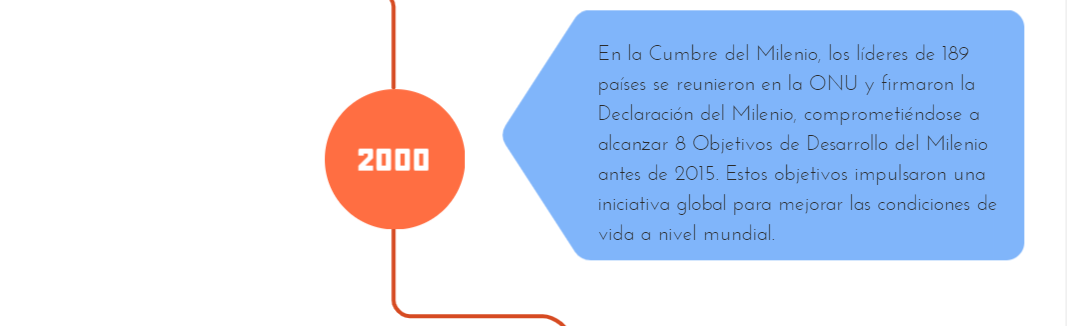 2000
En la Cumbre del Milenio, los líderes de 189
países se reunieron en la ONU y firmaron la
Declaración del Milenio, comprometiéndose a
alcanzar 8 Objetivos de Desarrollo del Milenio
antes de 2015. Estos objetivos impulsaron una
iniciativa global para mejorar las condiciones de
vida a nivel mundial.